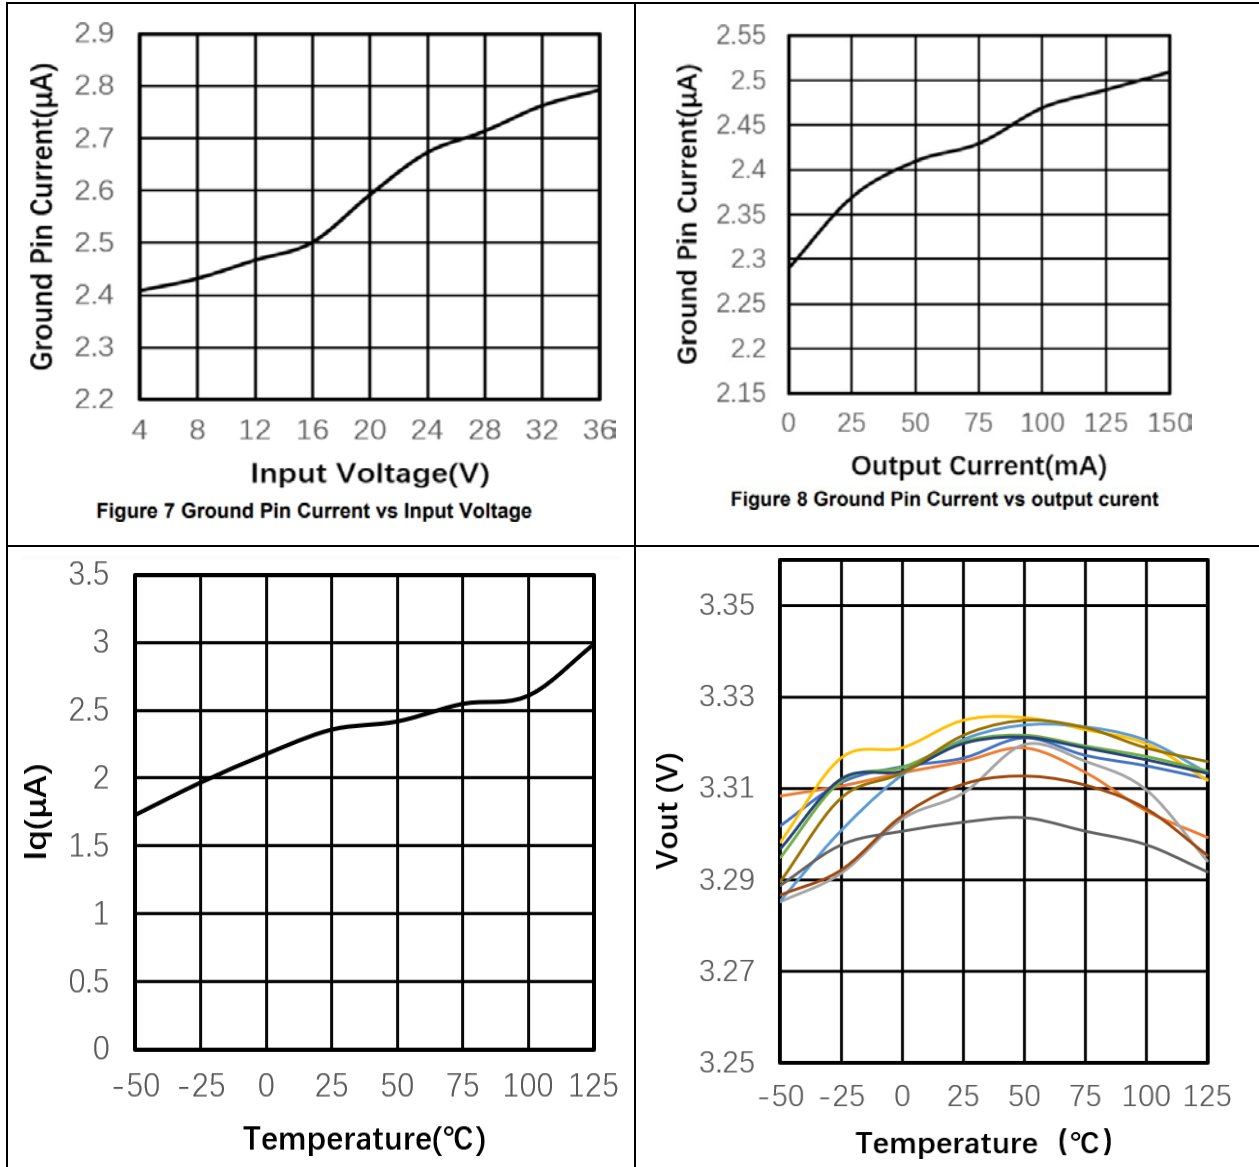 2.9
2.8
2.7
2.6
2.5
2.4
2.3
2.2
Ground Pin Current(μA)
4 8 12 16 20 24 28 32 36
Input Voltage(V)
Figure 7 Ground Pin Current vs Input Voltage
2.55
2.5
2.45
2.4
2.35
2.3
2.25
2.2
2.15
Ground Pin Current(μA)
0 25 50 75 100 125 150
Output Current(mA)
Figure 8 Ground Pin Current vs output curent
3.5
3
2.5
2
1.5
1
0.5
0
Iq(μA)
-50 -25 0 25 50 75 100 125
Temperature(℃)
3.35
3.33
3.31
3.29
3.27
3.25
Vout (V)
-50 -25 0 25 50 75 100 125
Temperature（℃）